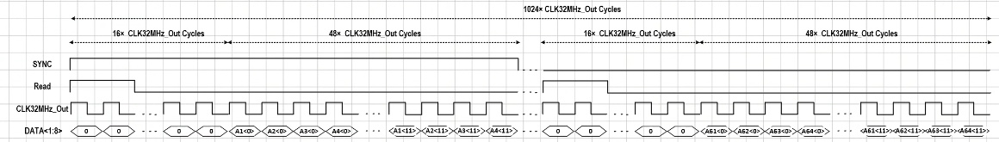 1024× CLK32MHz_Out Cycles
16× CLK32MHz_Out Cycles 48× CLK32MHz_Out Cycles 16× CLK32MHz_Out Cycles 48× CLK32MHz_Out Cycles
SYNC
Read
CLK32MHz_Out
DATA<1:8> 0 0 0 0 A1<0> A2<0> A3<0> A4<0> A1<11> A2<11> A3<11> A4<11> 0 0 0 0 A61<0> A62<0> A63<0> A64<0> A61<11> A62<11> A63<11> A64<11>